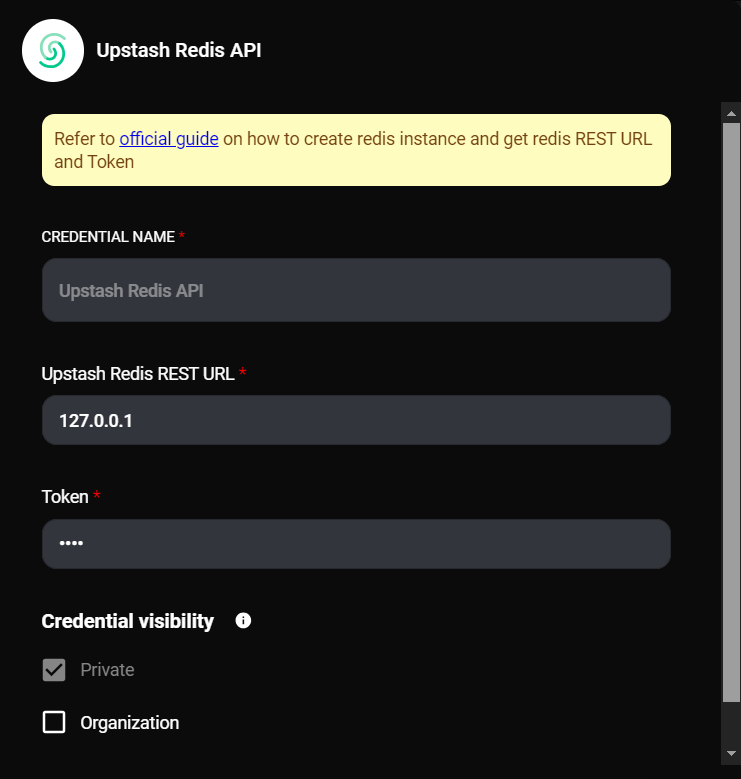 Upstash Redis API
Refer to official guide on how to create redis instance and get redis REST URL
and Token
CREDENTIAL NAME *
Upstash Redis API
Upstash Redis REST URL *
127.0.0.1
Token *
••••
Credential visibility
Private
Organization